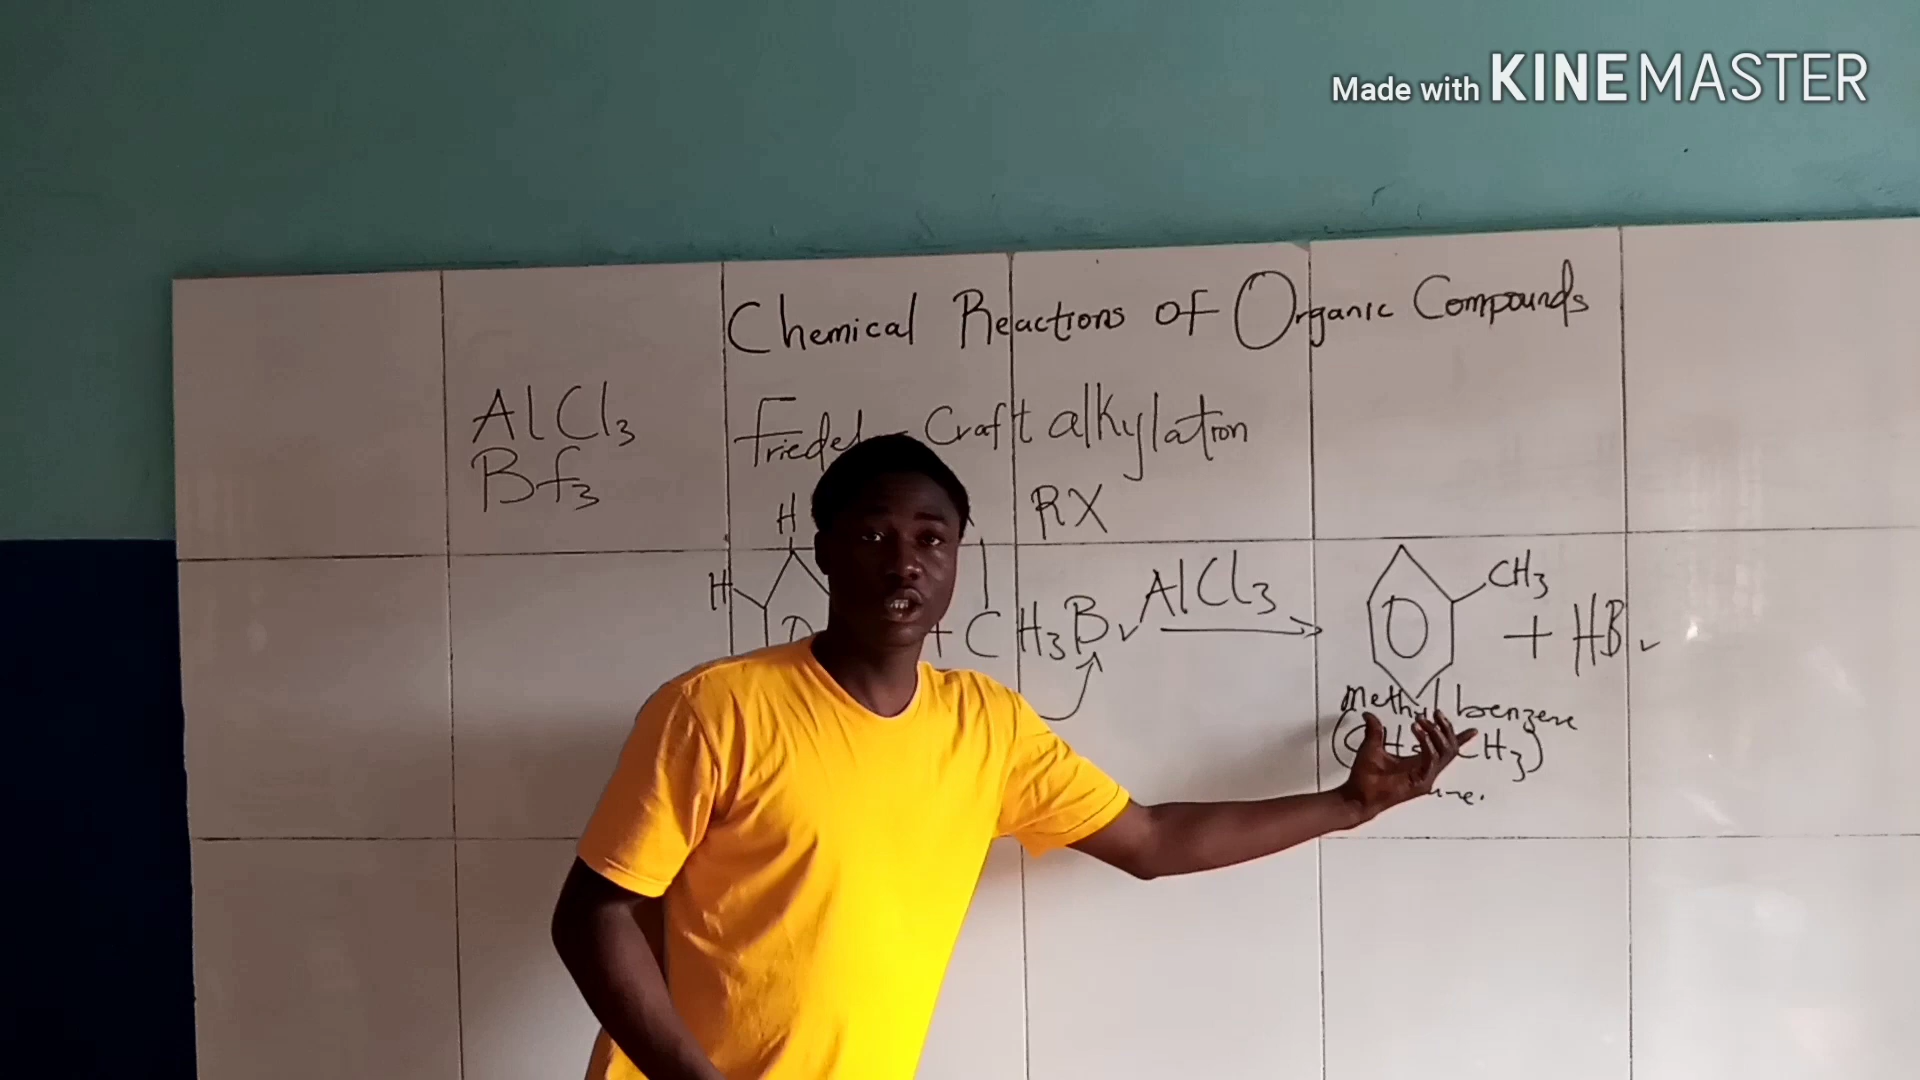 Made with KINEMASTER
Chemical Reactions of Organic Compounds
AlCl3
Friedel - Craft alkylation
Bf3
RX
H
H
+ CH3Br AlCl3 CH3 + HBr
Methyl benzene
CH3)